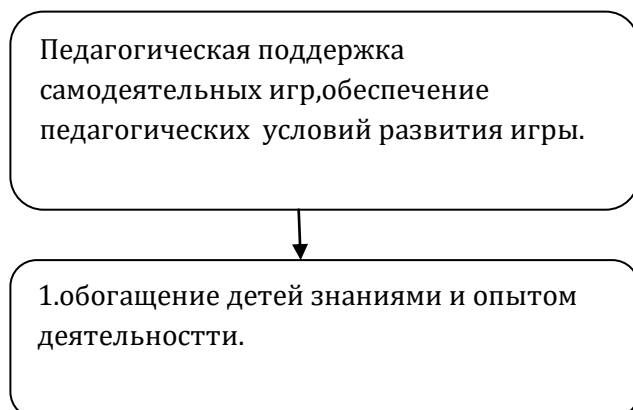 Педагогическая поддержка
самодеятельных игр,обеспечение
педагогических  условий развития игры.
1.обогащение детей знаниями и опытом
деятельностти.